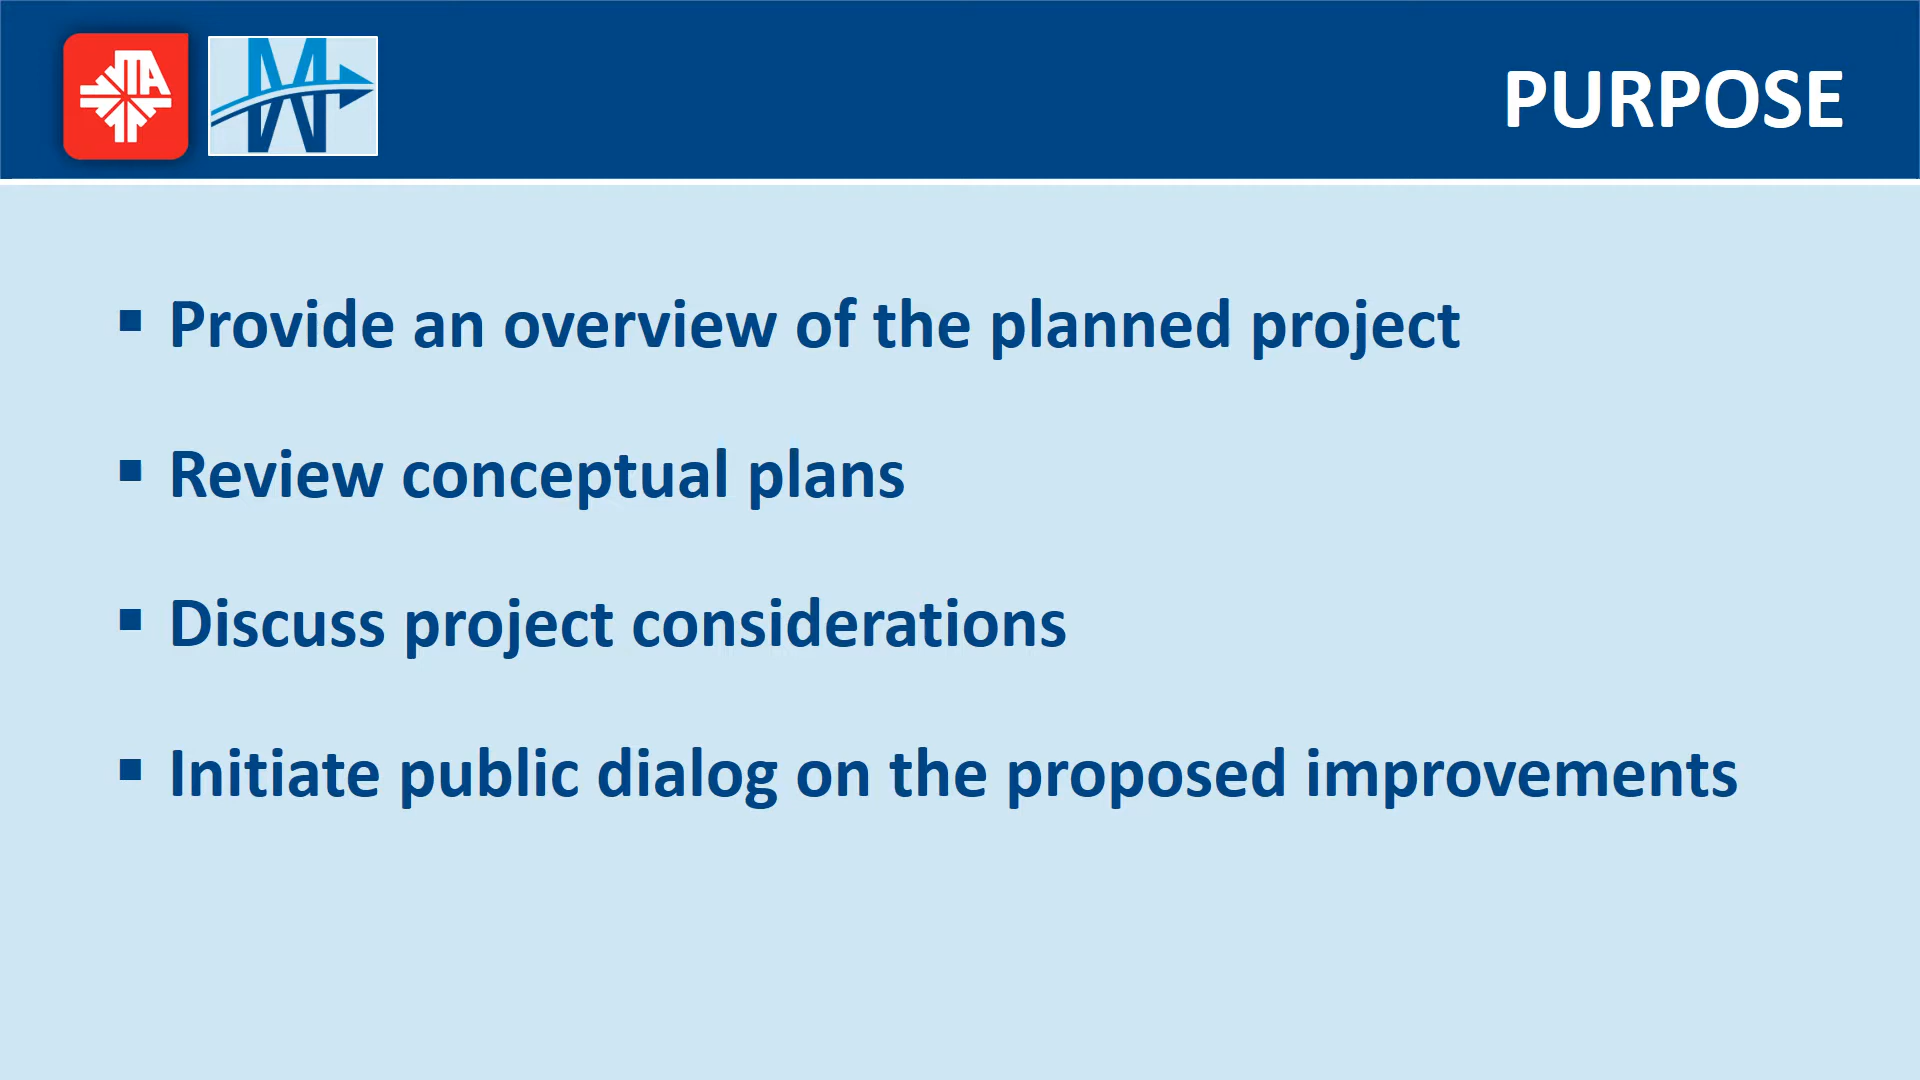 JTA
M
PURPOSE
▪ Provide an overview of the planned project
▪ Review conceptual plans
▪ Discuss project considerations
▪ Initiate public dialog on the proposed improvements